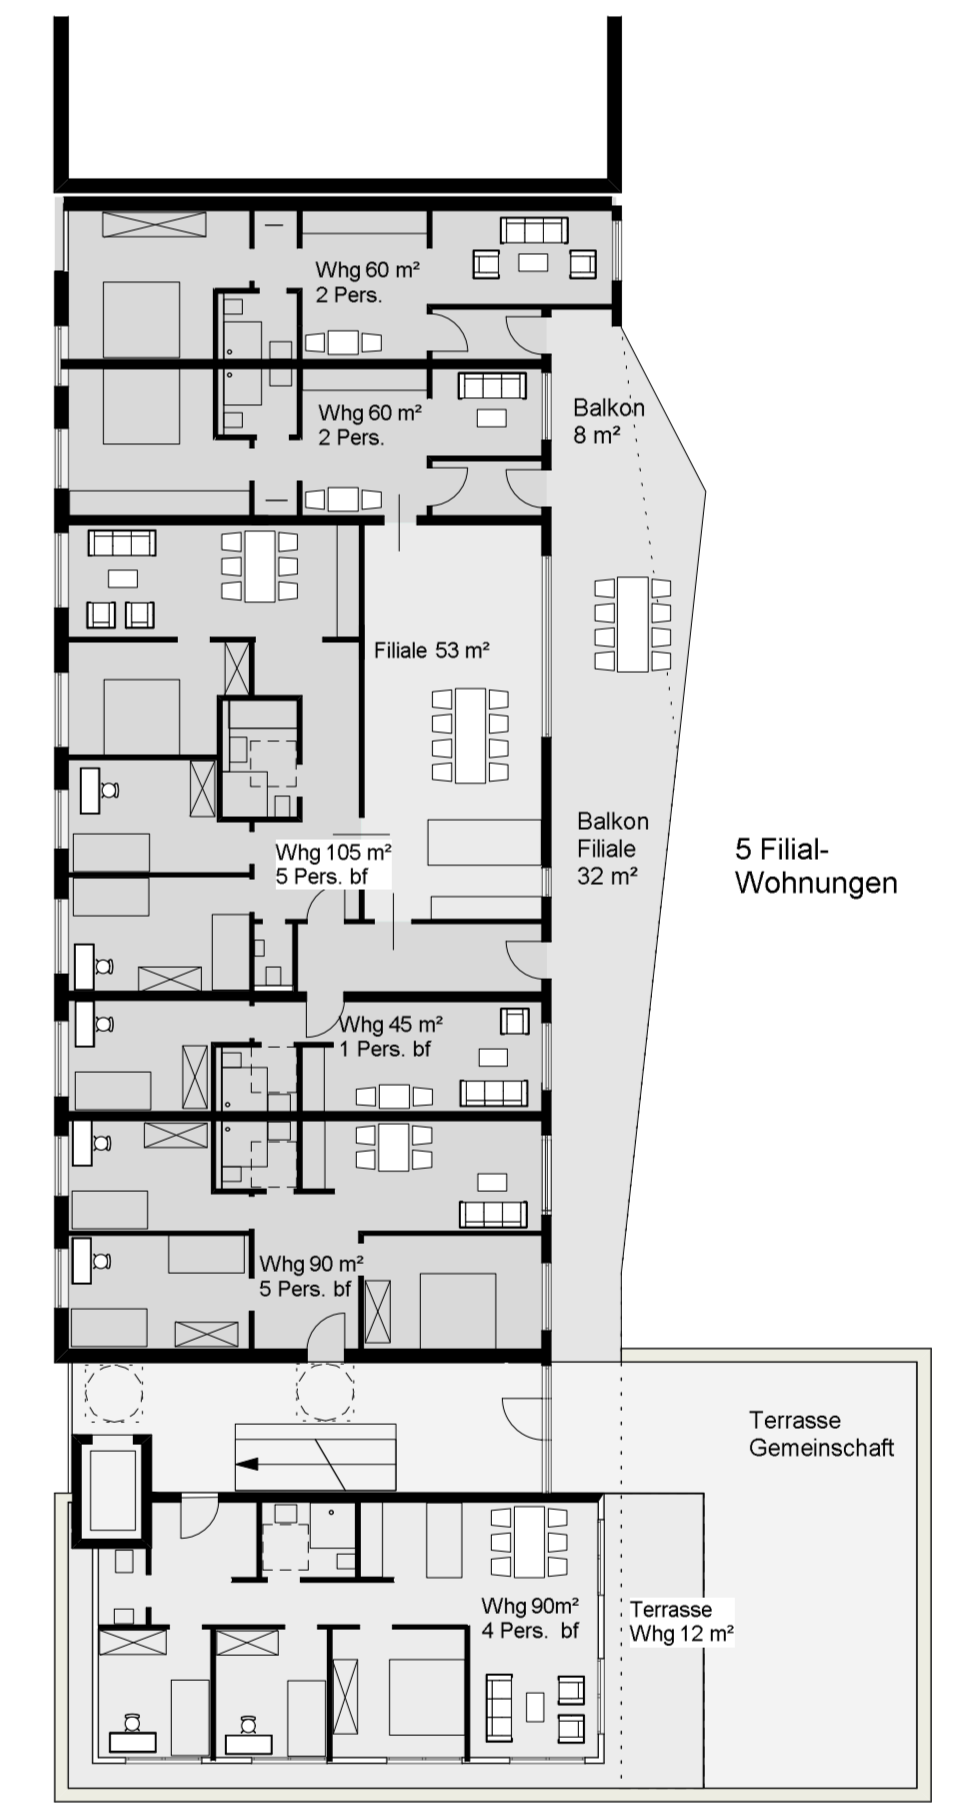 Whg 60 m²
2 Pers.
Whg 60 m²
2 Pers.
Balkon
8 m²
Filiale 53 m²
Balkon
Filiale
32 m²
5 Filial-
Wohnungen
Whg 105 m²
5 Pers. bf
Whg 45 m²
1 Pers. bf
Whg 90 m²
5 Pers. bf
Terrasse
Gemeinschaft
Whg 90m²
4 Pers. bf
Terrasse
Whg 12 m²